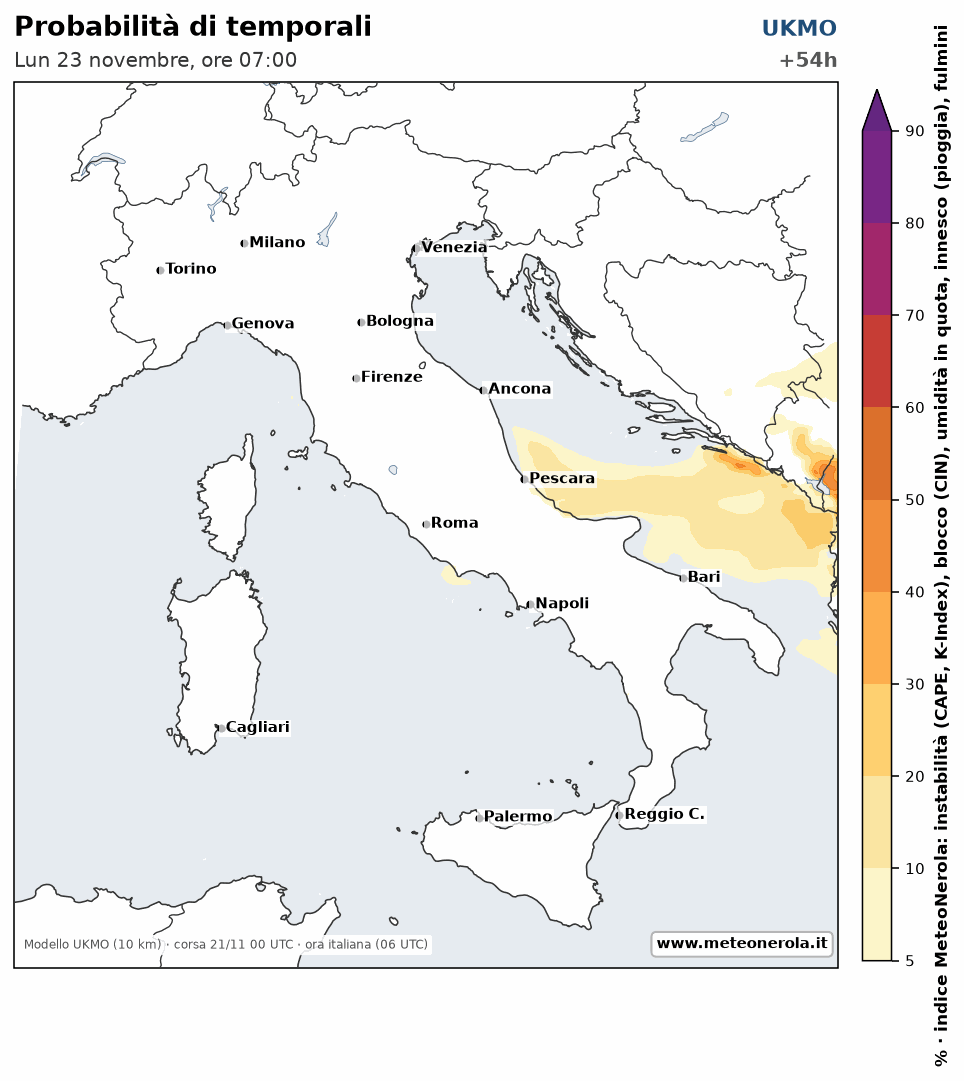 Probabilità di temporali
UKMO
Lun 23 novembre, ore 07:00
+54h
Milano
Venezia
Torino
Genova
Bologna
Firenze
Ancona
Pescara
Roma
Bari
Napoli
Cagliari
Palermo
Reggio C.
Modello UKMO (10 km) · corsa 21/11 00 UTC · ora italiana (06 UTC)
www.meteonerola.it
90
80
70
60
50
40
30
20
10
5
% · indice MeteoNerola: instabilità (CAPE, K-Index), blocco (CIN), umidità in quota, innesco (pioggia), fulmini